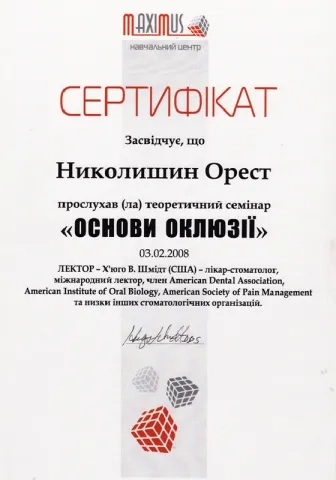 MAXIMUS
навчальний центр
СЕРТИФІКАТ
Засвідчує, що
Николишин Орест
прослухав (ла) теоретичний семінар
«ОСНОВИ ОКЛЮЗІЇ»
03.02.2008
ЛЕКТОР – Х'юго В. Шмідт (США) – лікар-стоматолог,
міжнародний лектор, член American Dental Association,
American Institute of Oral Biology, American Society of Pain Management
та низки інших стоматологічних організацій.